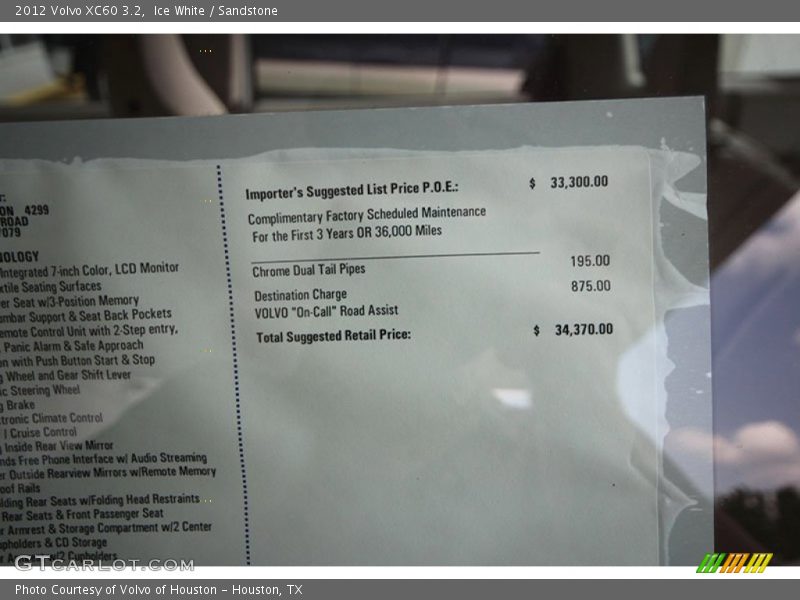 2012 Volvo XC60 3.2, Ice White / Sandstone
ON 4299
ROAD
Integrated 7-inch Color, LCD Monitor
Seating Surfaces
Seat w/3-Position Memory
Support & Seat Back Pockets
Control Unit with 2-Step entry,
Panic Alarm & Safe Approach
with Push Button Start & Stop
Wheel and Gear Shift Lever
Steering Wheel
Brake
Climate Control
| Cruise Control
Inside Rear View Mirror
Free Phone Interface w/ Audio Streaming
Outside Rearview Mirrors w/Remote Memory
Rails
Rear Seats w/Folding Head Restraints
Rear Seats & Front Passenger Seat
Armrest & Storage Compartment w/2 Center
& CD Storage
w/2 Cupholders
Importer's Suggested List Price P.O.E.: $ 33,300.00
Complimentary Factory Scheduled Maintenance
For the First 3 Years OR 36,000 Miles
Chrome Dual Tail Pipes 195.00
Destination Charge 875.00
VOLVO "On-Call" Road Assist
Total Suggested Retail Price: $ 34,370.00
GTCarLot.com
Photo Courtesy of Volvo of Houston - Houston, TX